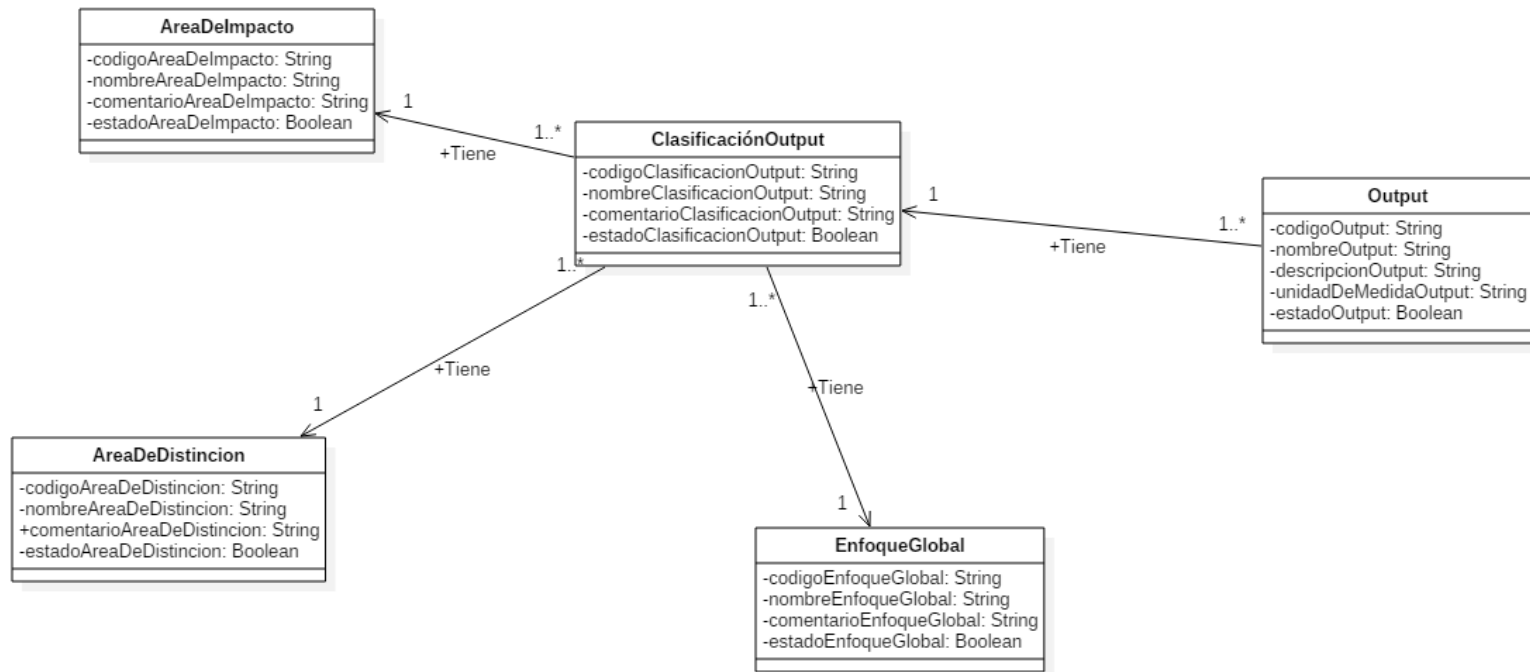 AreaDeImpacto
-codigoAreaDeImpacto: String
-nombreAreaDeImpacto: String
-comentarioAreaDeImpacto: String
-estadoAreaDeImpacto: Boolean
1
1..*
+Tiene
ClasificaciónOutput
-codigoClasificacionOutput: String
-nombreClasificacionOutput: String
-comentarioClasificacionOutput: String
-estadoClasificacionOutput: Boolean
1
1..*
+Tiene
Output
-codigoOutput: String
-nombreOutput: String
-descripcionOutput: String
-unidadDeMedidaOutput: String
-estadoOutput: Boolean
1..*
+Tiene
1
1..*
+Tiene
1
AreaDeDistincion
-codigoAreaDeDistincion: String
-nombreAreaDeDistincion: String
+comentarioAreaDeDistincion: String
-estadoAreaDeDistincion: Boolean
EnfoqueGlobal
-codigoEnfoqueGlobal: String
-nombreEnfoqueGlobal: String
-comentarioEnfoqueGlobal: String
-estadoEnfoqueGlobal: Boolean